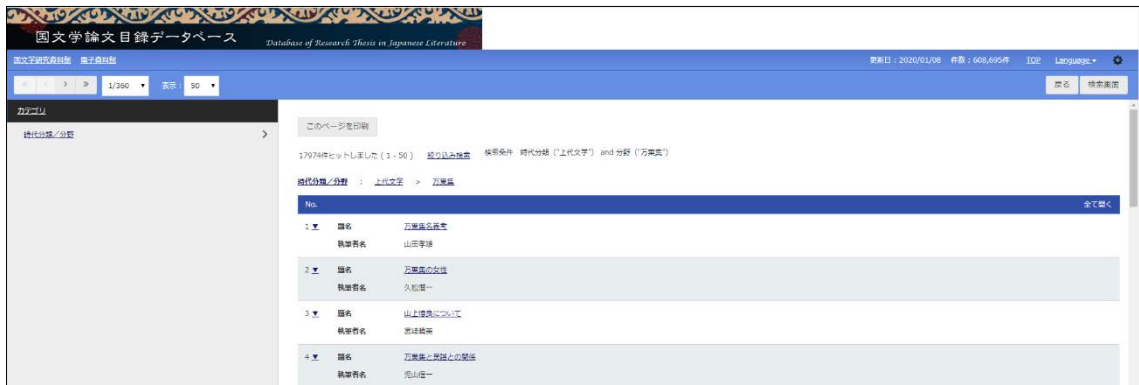 国文学論文目録データベース Database of Research Thesis in Japanese Literature
国文学研究資料館 電子資料館 更新日：2020/01/08 件数：608,695件 TOP Language
1/360 表示： 50 戻る 検索画面
カテゴリ
時代分類／分野
このページを印刷
17974件ヒットしました ( 1 - 50 ) 絞り込み検索 検索条件 時代分類 ("上代文学") and 分野 ("万葉集")
時代分類／分野 ： 上代文学 ＞ 万葉集
No. 全て開く
1 ▼ 題名 万葉集名義考
執筆者名 山田孝雄
2 ▼ 題名 万葉集の女性
執筆者名 久松潜一
3 ▼ 題名 山上憶良について
執筆者名 宮崎晴美
4 ▼ 題名 万葉集と民謡との関係
執筆者名 児山信一